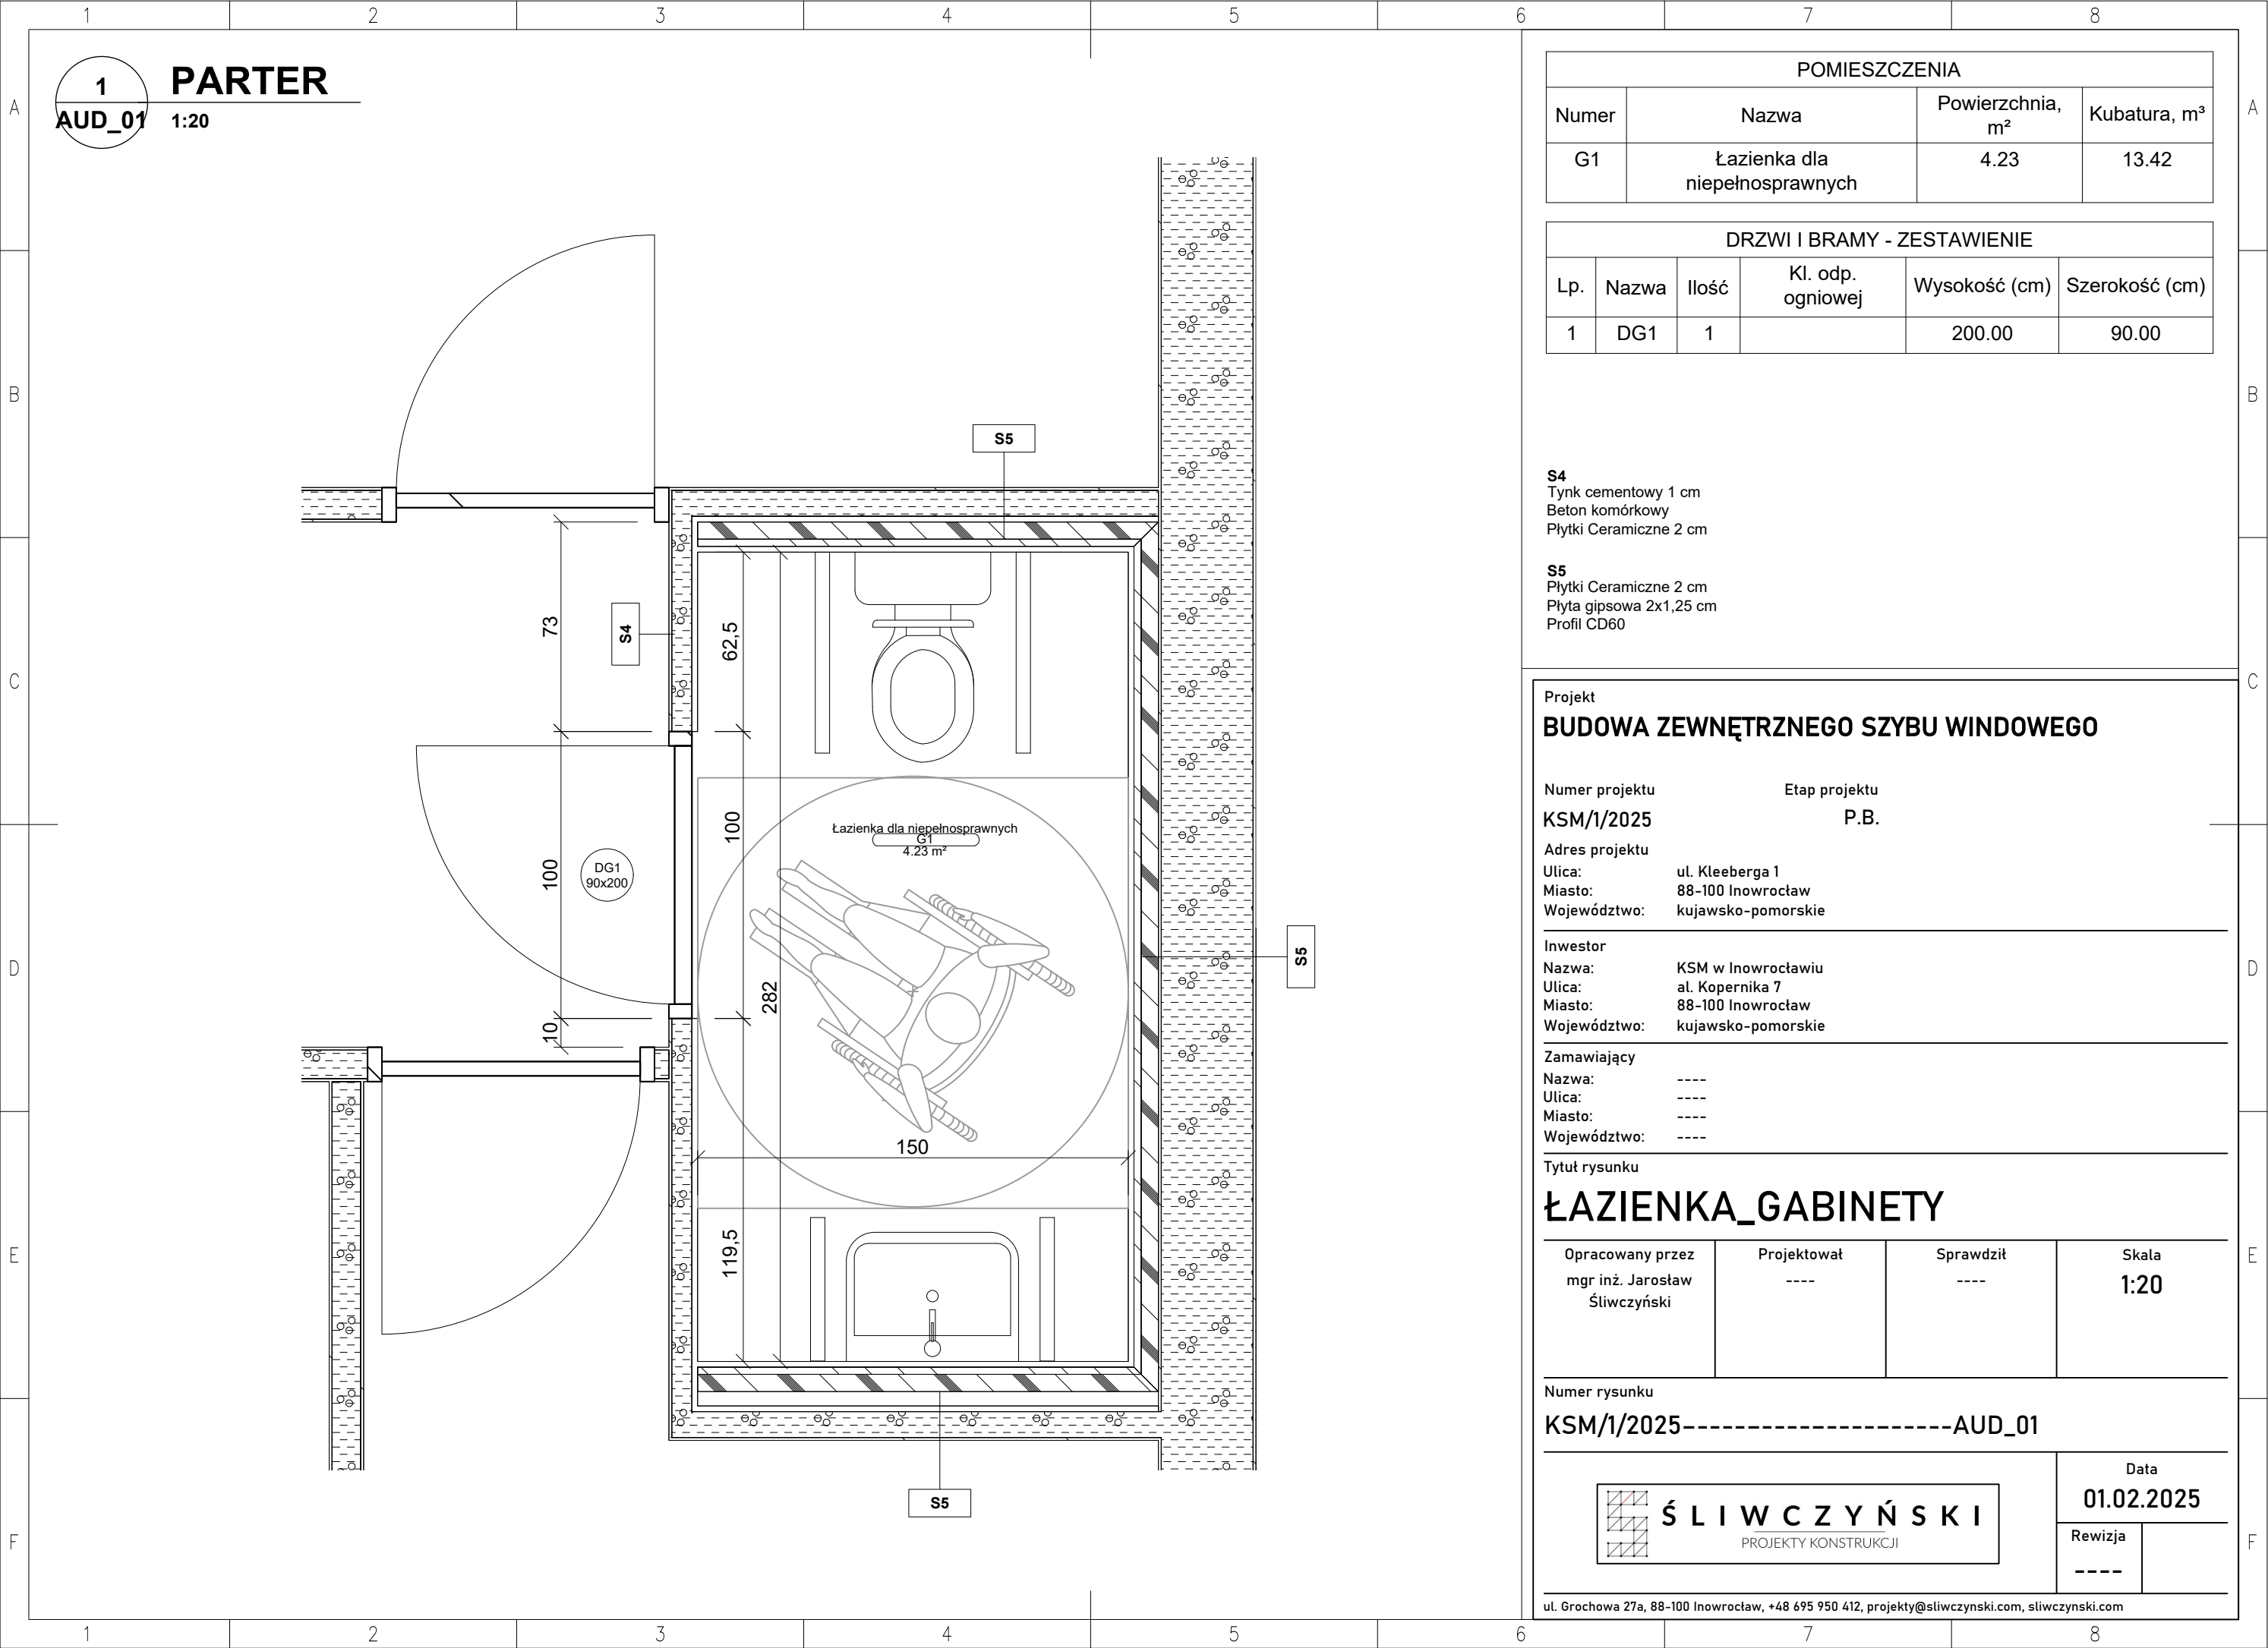 1 2 3 4 5 6 7 8
A A
B B
C C
D D
E E
F F
1
AUD_01
PARTER
1:20
S5
S4
S5
S5
73
100
10
62,5
100
119,5
282
150
DG1
90x200
Łazienka dla niepełnosprawnych
G1
4.23 m²
POMIESZCZENIA
Numer Nazwa Powierzchnia, m² Kubatura, m³
G1 Łazienka dla niepełnosprawnych 4.23 13.42
DRZWI I BRAMY - ZESTAWIENIE
Lp. Nazwa Ilość Kl. odp. ogniowej Wysokość (cm) Szerokość (cm)
1 DG1 1 200.00 90.00
S4
Tynk cementowy 1 cm
Beton komórkowy
Płytki Ceramiczne 2 cm
S5
Płytki Ceramiczne 2 cm
Płyta gipsowa 2x1,25 cm
Profil CD60
Projekt
BUDOWA ZEWNĘTRZNEGO SZYBU WINDOWEGO
Numer projektu Etap projektu
KSM/1/2025 P.B.
Adres projektu
Ulica: ul. Kleeberga 1
Miasto: 88-100 Inowrocław
Województwo: kujawsko-pomorskie
Inwestor
Nazwa: KSM w Inowrocławiu
Ulica: al. Kopernika 7
Miasto: 88-100 Inowrocław
Województwo: kujawsko-pomorskie
Zamawiający
Nazwa: ----
Ulica: ----
Miasto: ----
Województwo: ----
Tytuł rysunku
ŁAZIENKA_GABINETY
Opracowany przez Projektował Sprawdził Skala
mgr inż. Jarosław ---- ---- 1:20
Śliwczyński
Numer rysunku
KSM/1/2025---------------------AUD_01
ŚLIWCZYŃSKI
PROJEKTY KONSTRUKCJI
Data
01.02.2025
Rewizja
----
ul. Grochowa 27a, 88-100 Inowrocław, +48 695 950 412, projekty@sliwczynski.com, sliwczynski.com
1 2 3 4 5 6 7 8